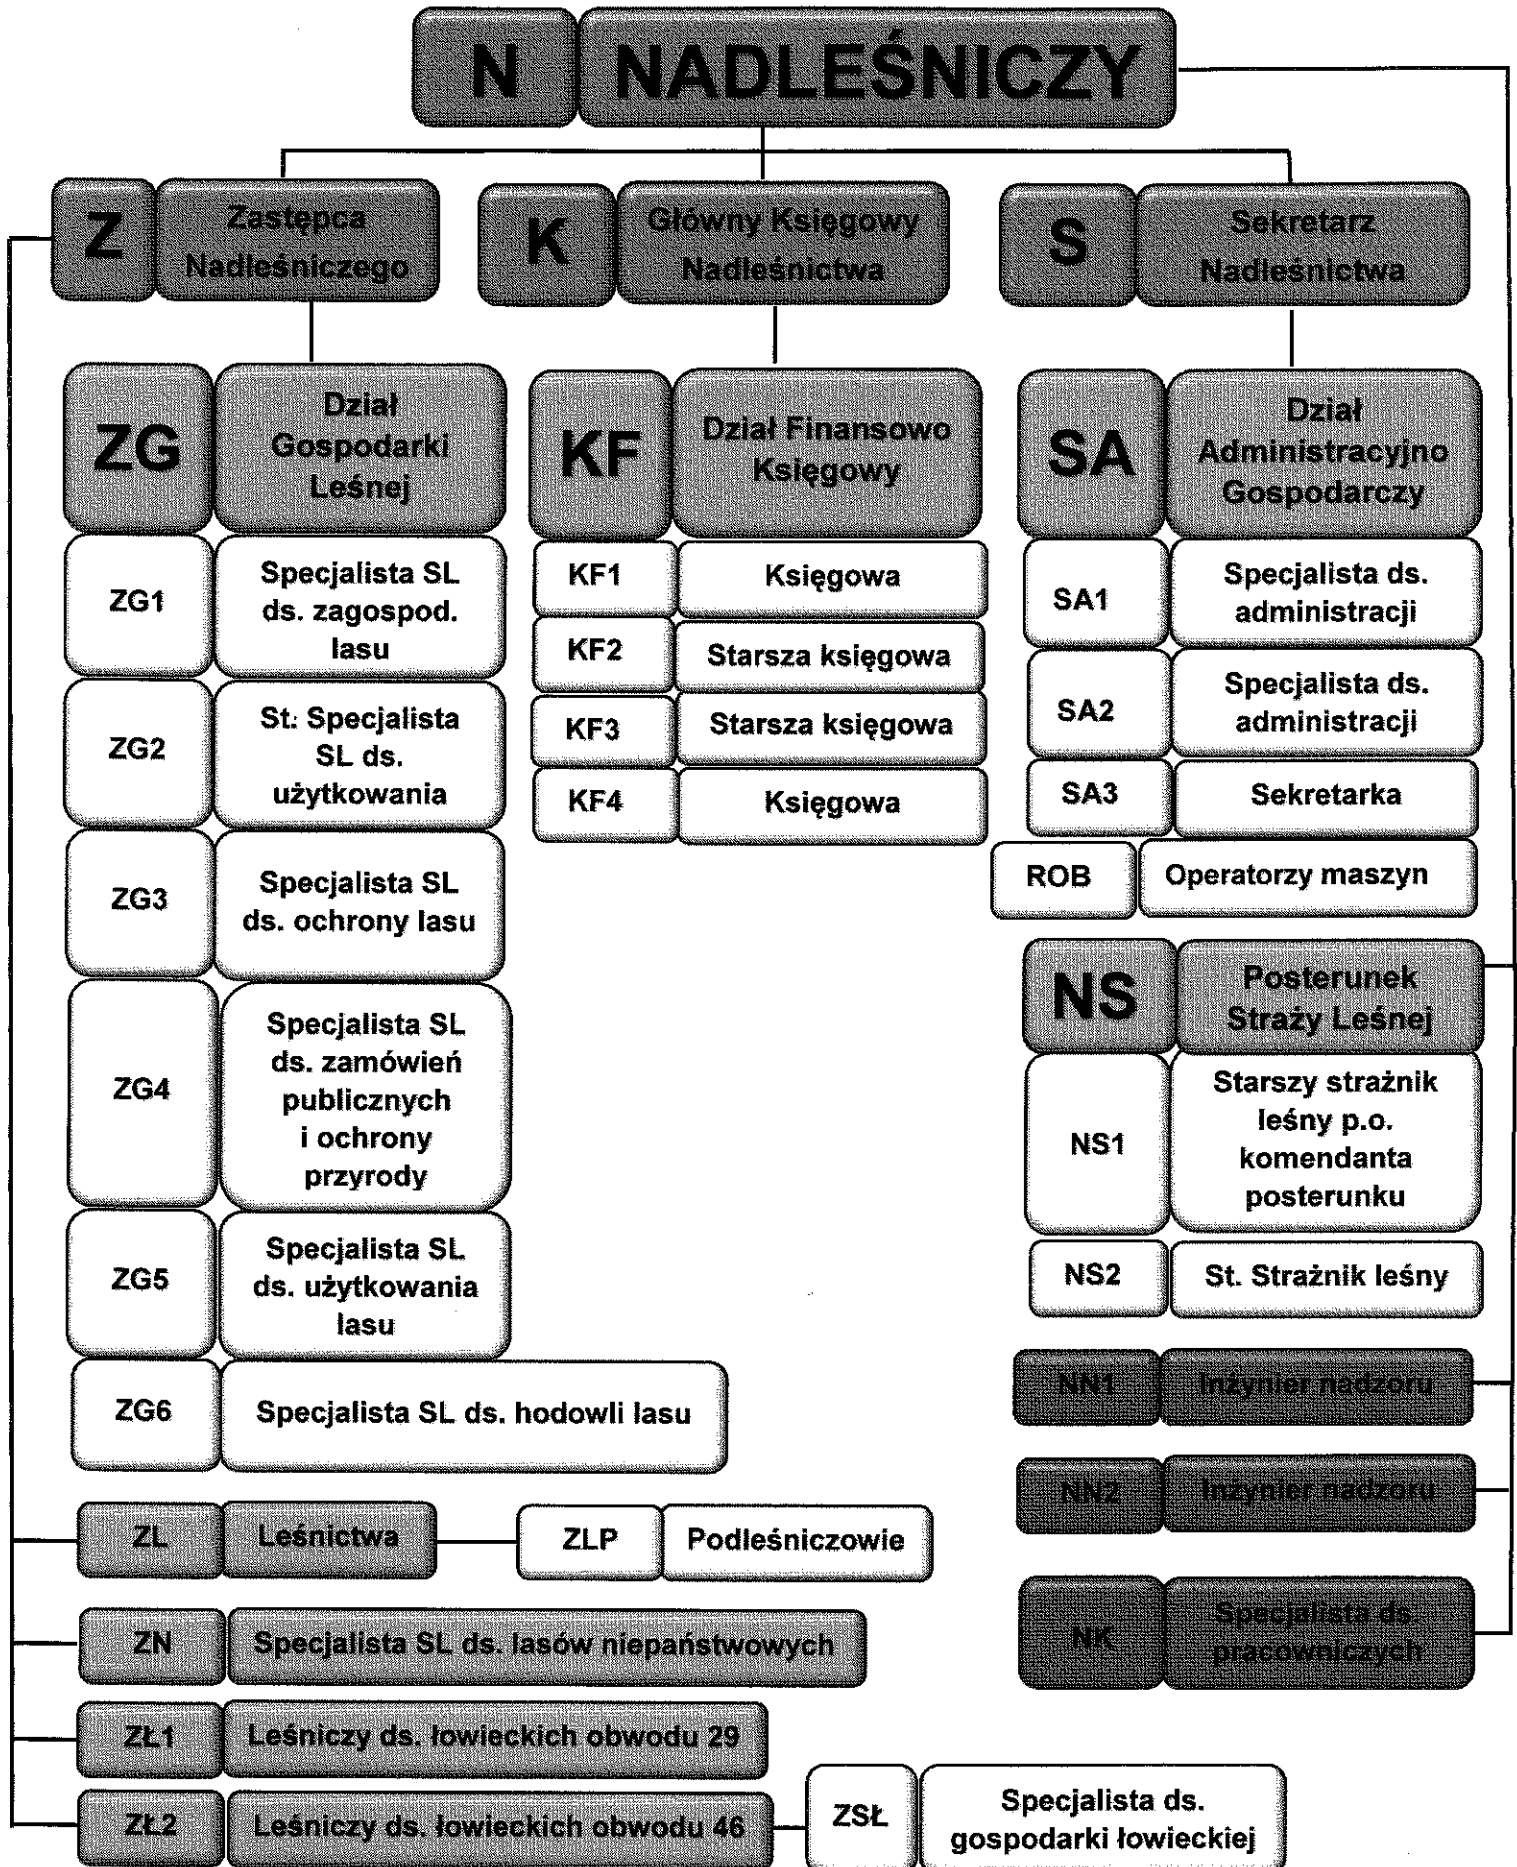 N NADLEŚNICZY
Z Zastępca
Nadleśniczego
K Główny Księgowy
Nadleśnictwa
S Sekretarz
Nadleśnictwa
ZG Dział
Gospodarki
Leśnej
ZG1 Specjalista SL
ds. zagospod.
lasu
ZG2 St. Specjalista
SL ds.
użytkowania
ZG3 Specjalista SL
ds. ochrony lasu
ZG4 Specjalista SL
ds. zamówień
publicznych
i ochrony
przyrody
ZG5 Specjalista SL
ds. użytkowania
lasu
ZG6 Specjalista SL ds. hodowli lasu
KF Dział Finansowo
Księgowy
KF1 Księgowa
KF2 Starsza księgowa
KF3 Starsza księgowa
KF4 Księgowa
SA Dział
Administracyjno
Gospodarczy
SA1 Specjalista ds.
administracji
SA2 Specjalista ds.
administracji
SA3 Sekretarka
ROB Operatorzy maszyn
NS Posterunek
Straży Leśnej
NS1 Starszy strażnik
leśny p.o.
komendanta
posterunku
NS2 St. Strażnik leśny
NN1 Inżynier nadzoru
NN2 Inżynier nadzoru
NK Specjalista ds.
pracowniczych
ZL Leśnictwa
ZLP Podleśniczowie
ZN Specjalista SL ds. lasów niepaństwowych
ZŁ1 Leśniczy ds. łowieckich obwodu 29
ZŁ2 Leśniczy ds. łowieckich obwodu 46
ZSŁ Specjalista ds.
gospodarki łowieckiej